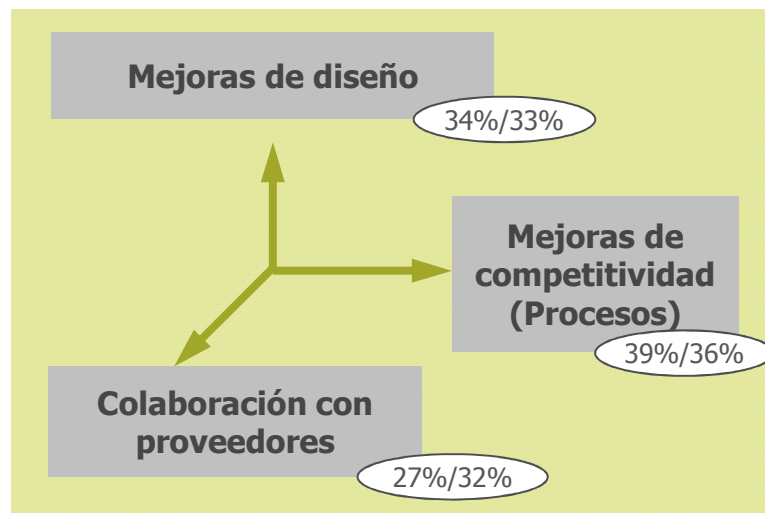 Mejoras de diseño
34%/33%
Mejoras de
competitividad
(Procesos)
39%/36%
Colaboración con
proveedores
27%/32%